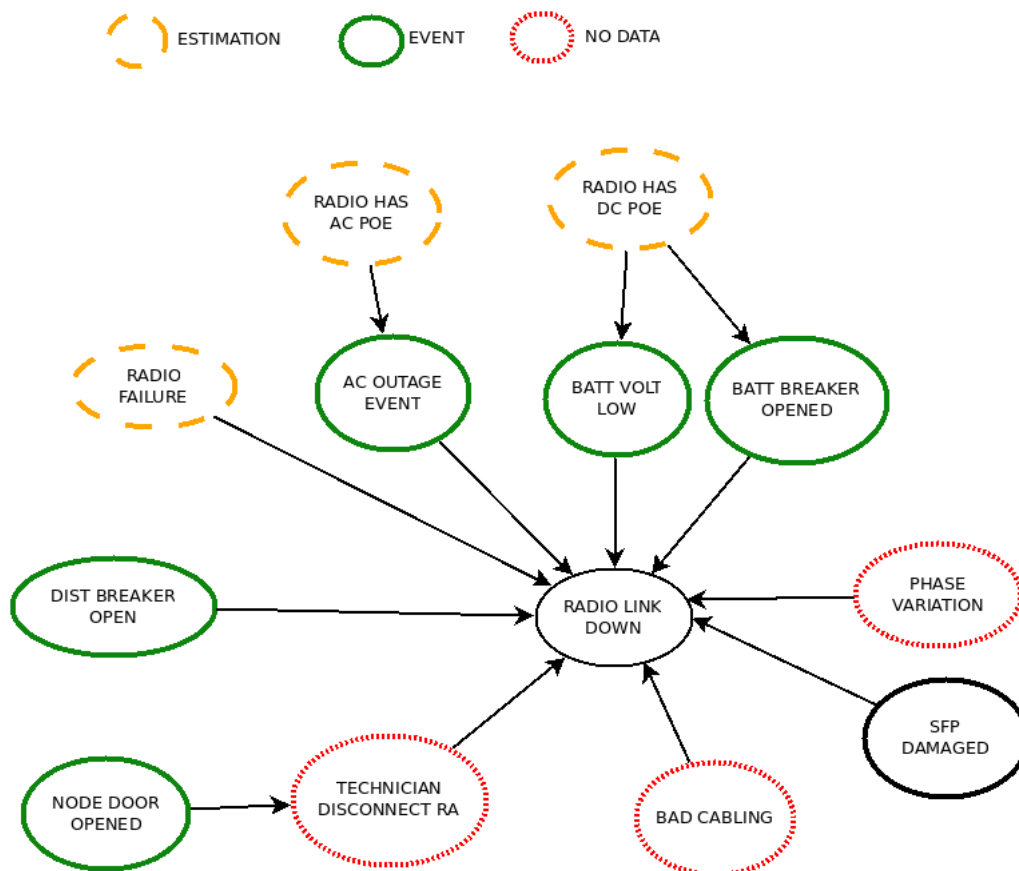 ESTIMATION
EVENT
NO DATA
RADIO HAS
AC POE
RADIO HAS
DC POE
RADIO
FAILURE
AC OUTAGE
EVENT
BATT VOLT
LOW
BATT BREAKER
OPENED
DIST BREAKER
OPEN
RADIO LINK
DOWN
PHASE
VARIATION
SFP
DAMAGED
NODE DOOR
OPENED
TECHNICIAN
DISCONNECT RA
BAD CABLING